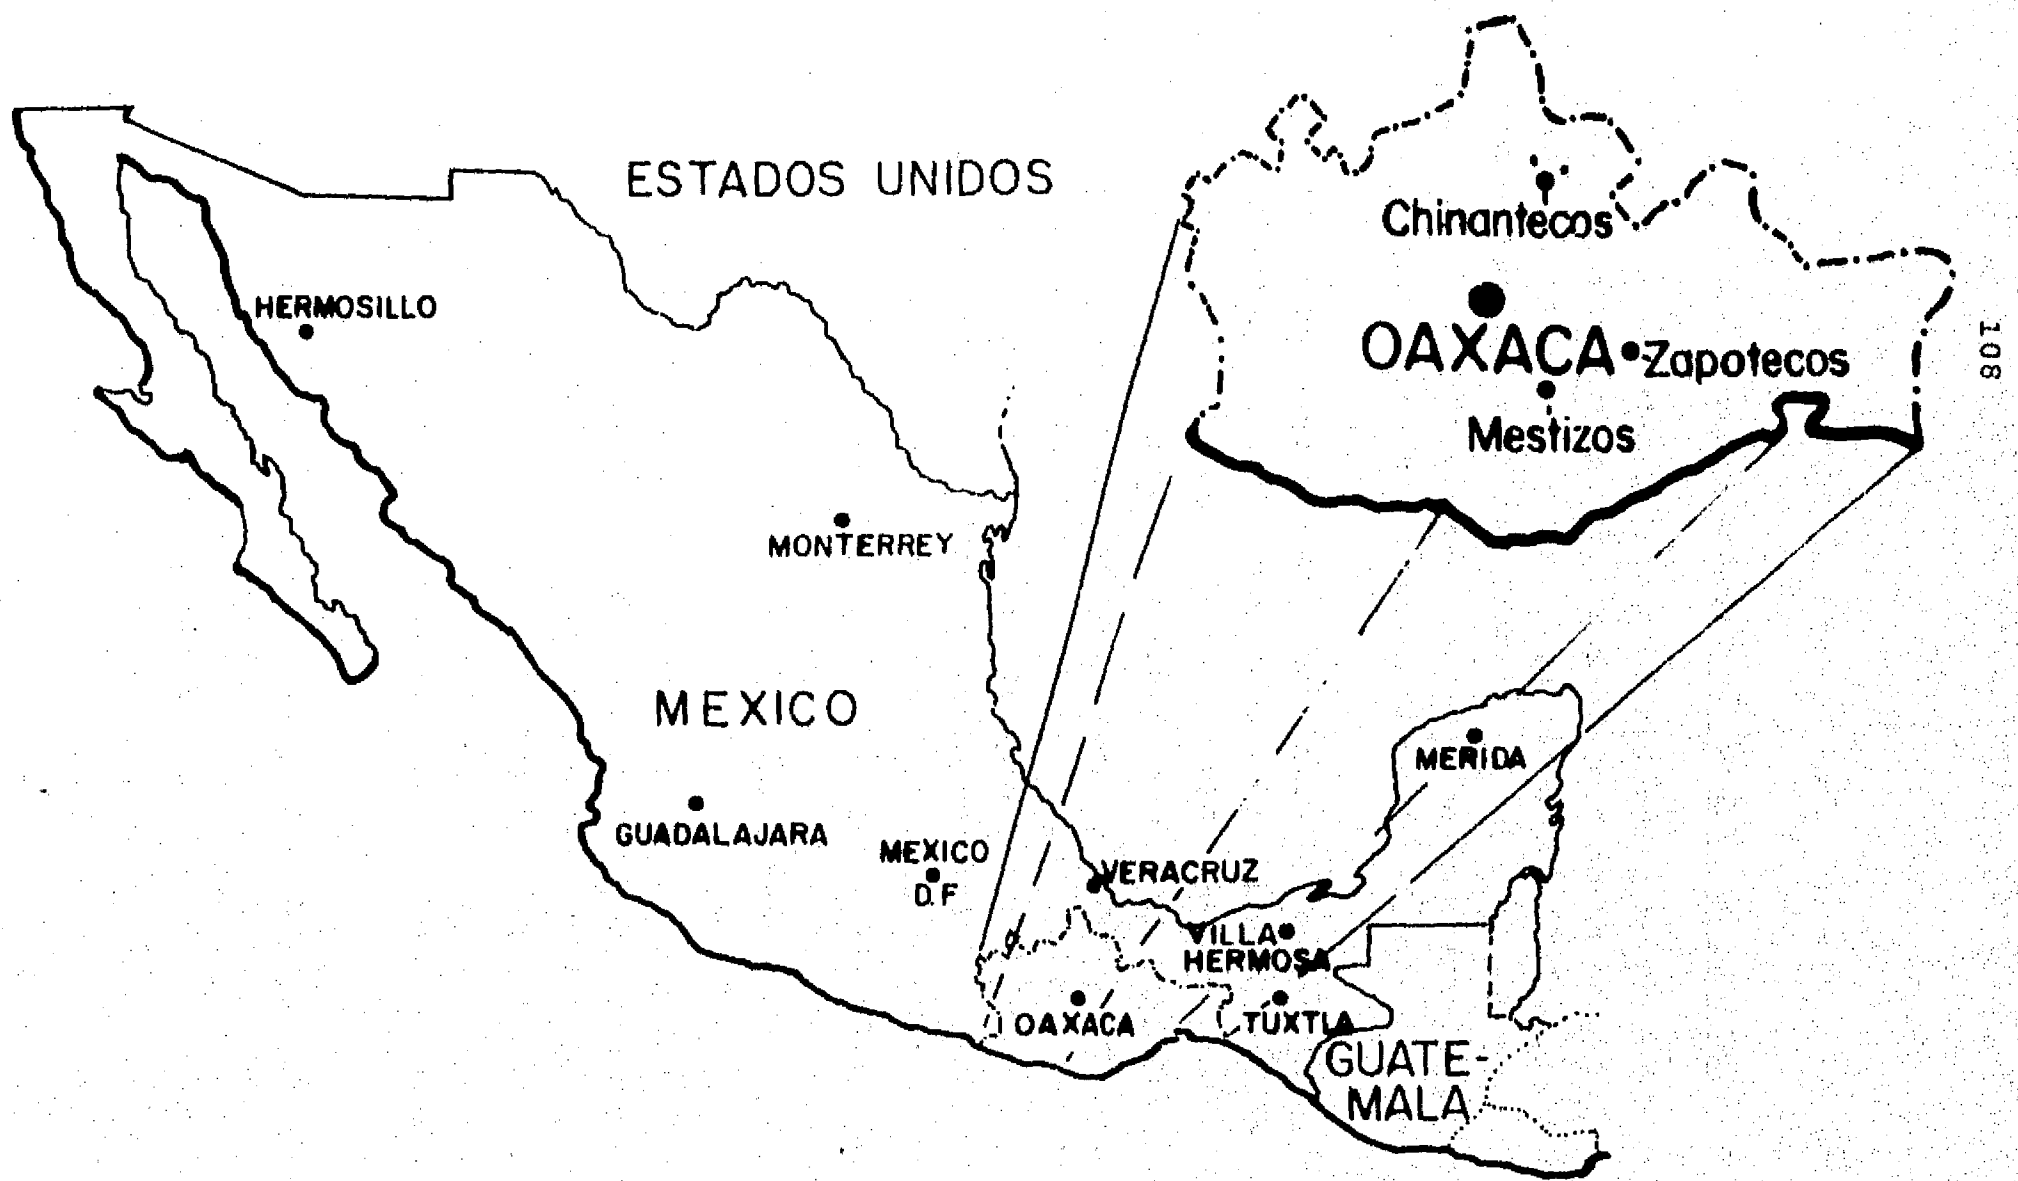 ESTADOS UNIDOS
Chinantecos
HERMOSILLO
OAXACA
Zapotecos
108
Mestizos
MONTERREY
MEXICO
MERIDA
GUADALAJARA
MEXICO
D.F
VERACRUZ
VILLA
HERMOSA
OAXACA
TUXTLA
GUATE-
MALA